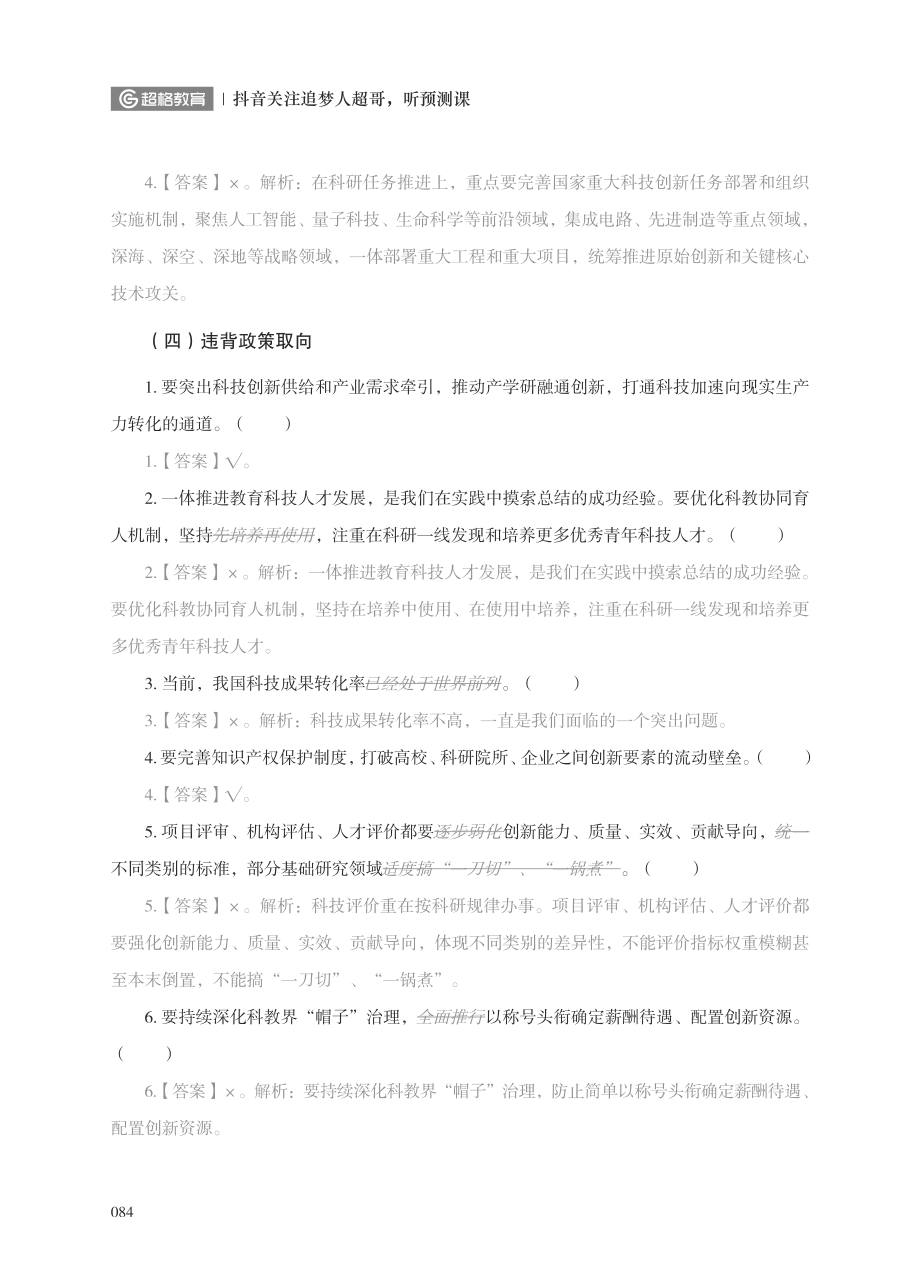 超格教育 | 抖音关注追梦人超哥，听预测课
4.【答案】×。解析：在科研任务推进上，重点要完善国家重大科技创新任务部署和组织
实施机制，聚焦人工智能、量子科技、生命科学等前沿领域，集成电路、先进制造等重点领域，
深海、深空、深地等战略领域，一体部署重大工程和重大项目，统筹推进原始创新和关键核心
技术攻关。
（四）违背政策取向
1. 要突出科技创新供给和产业需求牵引，推动产学研融通创新，打通科技加速向现实生产
力转化的通道。（　　）
1.【答案】√。
2. 一体推进教育科技人才发展，是我们在实践中摸索总结的成功经验。要优化科教协同育
人机制，坚持先培养再使用，注重在科研一线发现和培养更多优秀青年科技人才。（　　）
2.【答案】×。解析：一体推进教育科技人才发展，是我们在实践中摸索总结的成功经验。
要优化科教协同育人机制，坚持在培养中使用、在使用中培养，注重在科研一线发现和培养更
多优秀青年科技人才。
3. 当前，我国科技成果转化率已经处于世界前列。（　　）
3.【答案】×。解析：科技成果转化率不高，一直是我们面临的一个突出问题。
4. 要完善知识产权保护制度，打破高校、科研院所、企业之间创新要素的流动壁垒。（　　）
4.【答案】√。
5. 项目评审、机构评估、人才评价都要逐步弱化创新能力、质量、实效、贡献导向，统一
不同类别的标准，部分基础研究领域适度搞“一刀切”、“一锅煮”。（　　）
5.【答案】×。解析：科技评价重在按科研规律办事。项目评审、机构评估、人才评价都
要强化创新能力、质量、实效、贡献导向，体现不同类别的差异性，不能评价指标权重模糊甚
至本末倒置，不能搞“一刀切”、“一锅煮”。
6. 要持续深化科教界“帽子”治理，全面推行以称号头衔确定薪酬待遇、配置创新资源。
（　　）
6.【答案】×。解析：要持续深化科教界“帽子”治理，防止简单以称号头衔确定薪酬待遇、
配置创新资源。
084